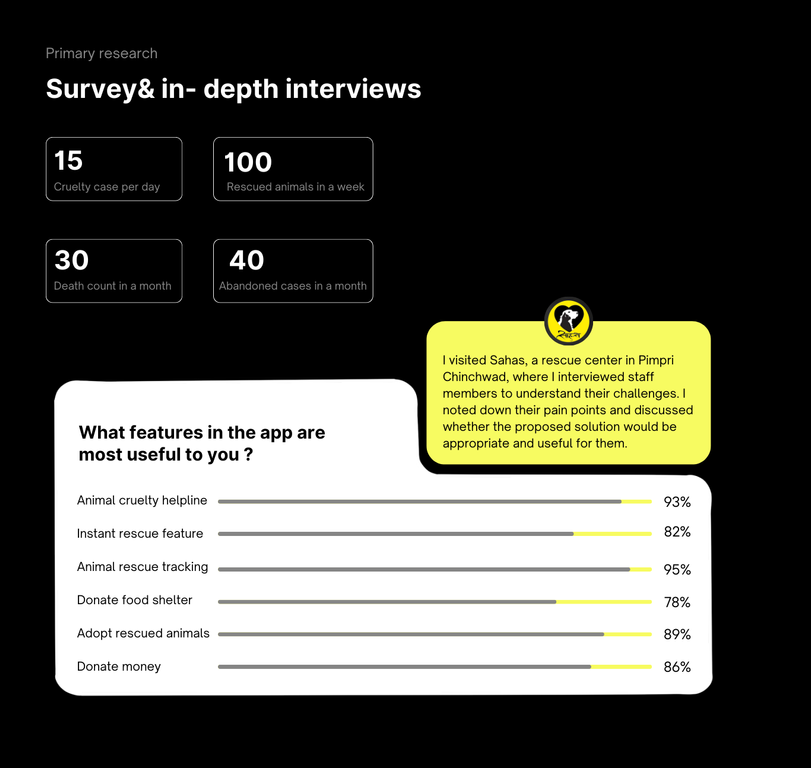 Primary research
Survey& in- depth interviews
15
Cruelty case per day
100
Rescued animals in a week
30
Death count in a month
40
Abandoned cases in a month
I visited Sahas, a rescue center in Pimpri
Chinchwad, where I interviewed staff
members to understand their challenges. I
noted down their pain points and discussed
whether the proposed solution would be
appropriate and useful for them.
What features in the app are
most useful to you ?
Animal cruelty helpline 93%
Instant rescue feature 82%
Animal rescue tracking 95%
Donate food shelter 78%
Adopt rescued animals 89%
Donate money 86%